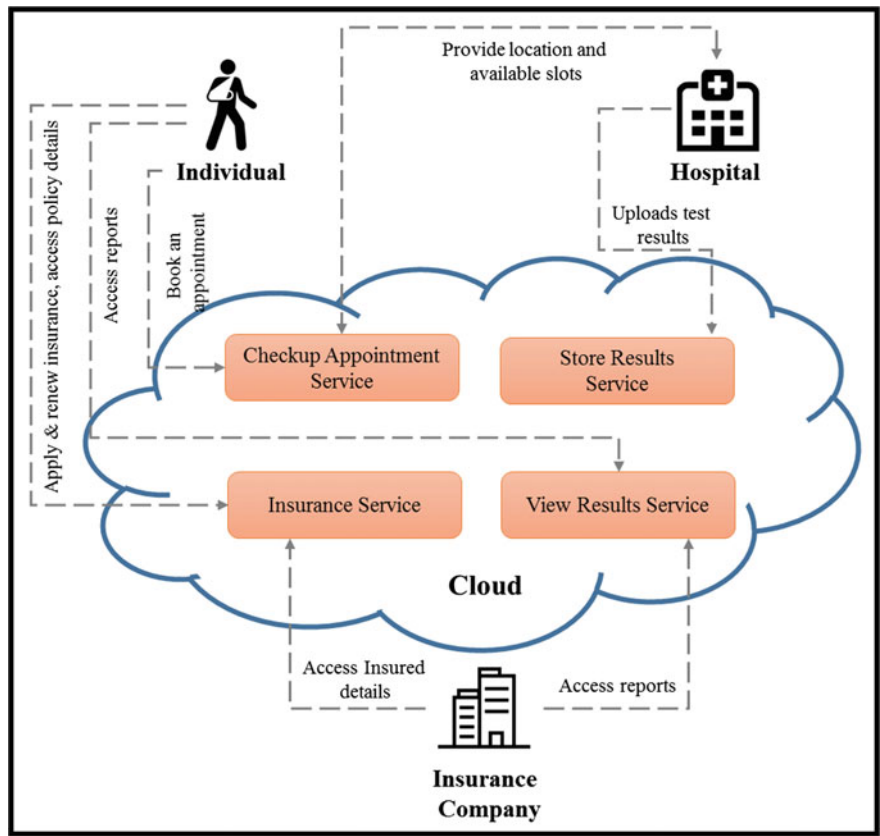 Provide location and
available slots
Individual
Hospital
Apply & renew insurance, access policy details
Access reports
Book an
appointment
Uploads test
results
Checkup Appointment
Service
Store Results
Service
Insurance Service
View Results Service
Cloud
Access Insured
details
Access reports
Insurance
Company